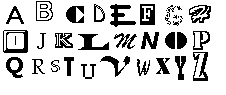 A B C D E F G H
I J K L M N O P
Q R S T U V W X Y Z